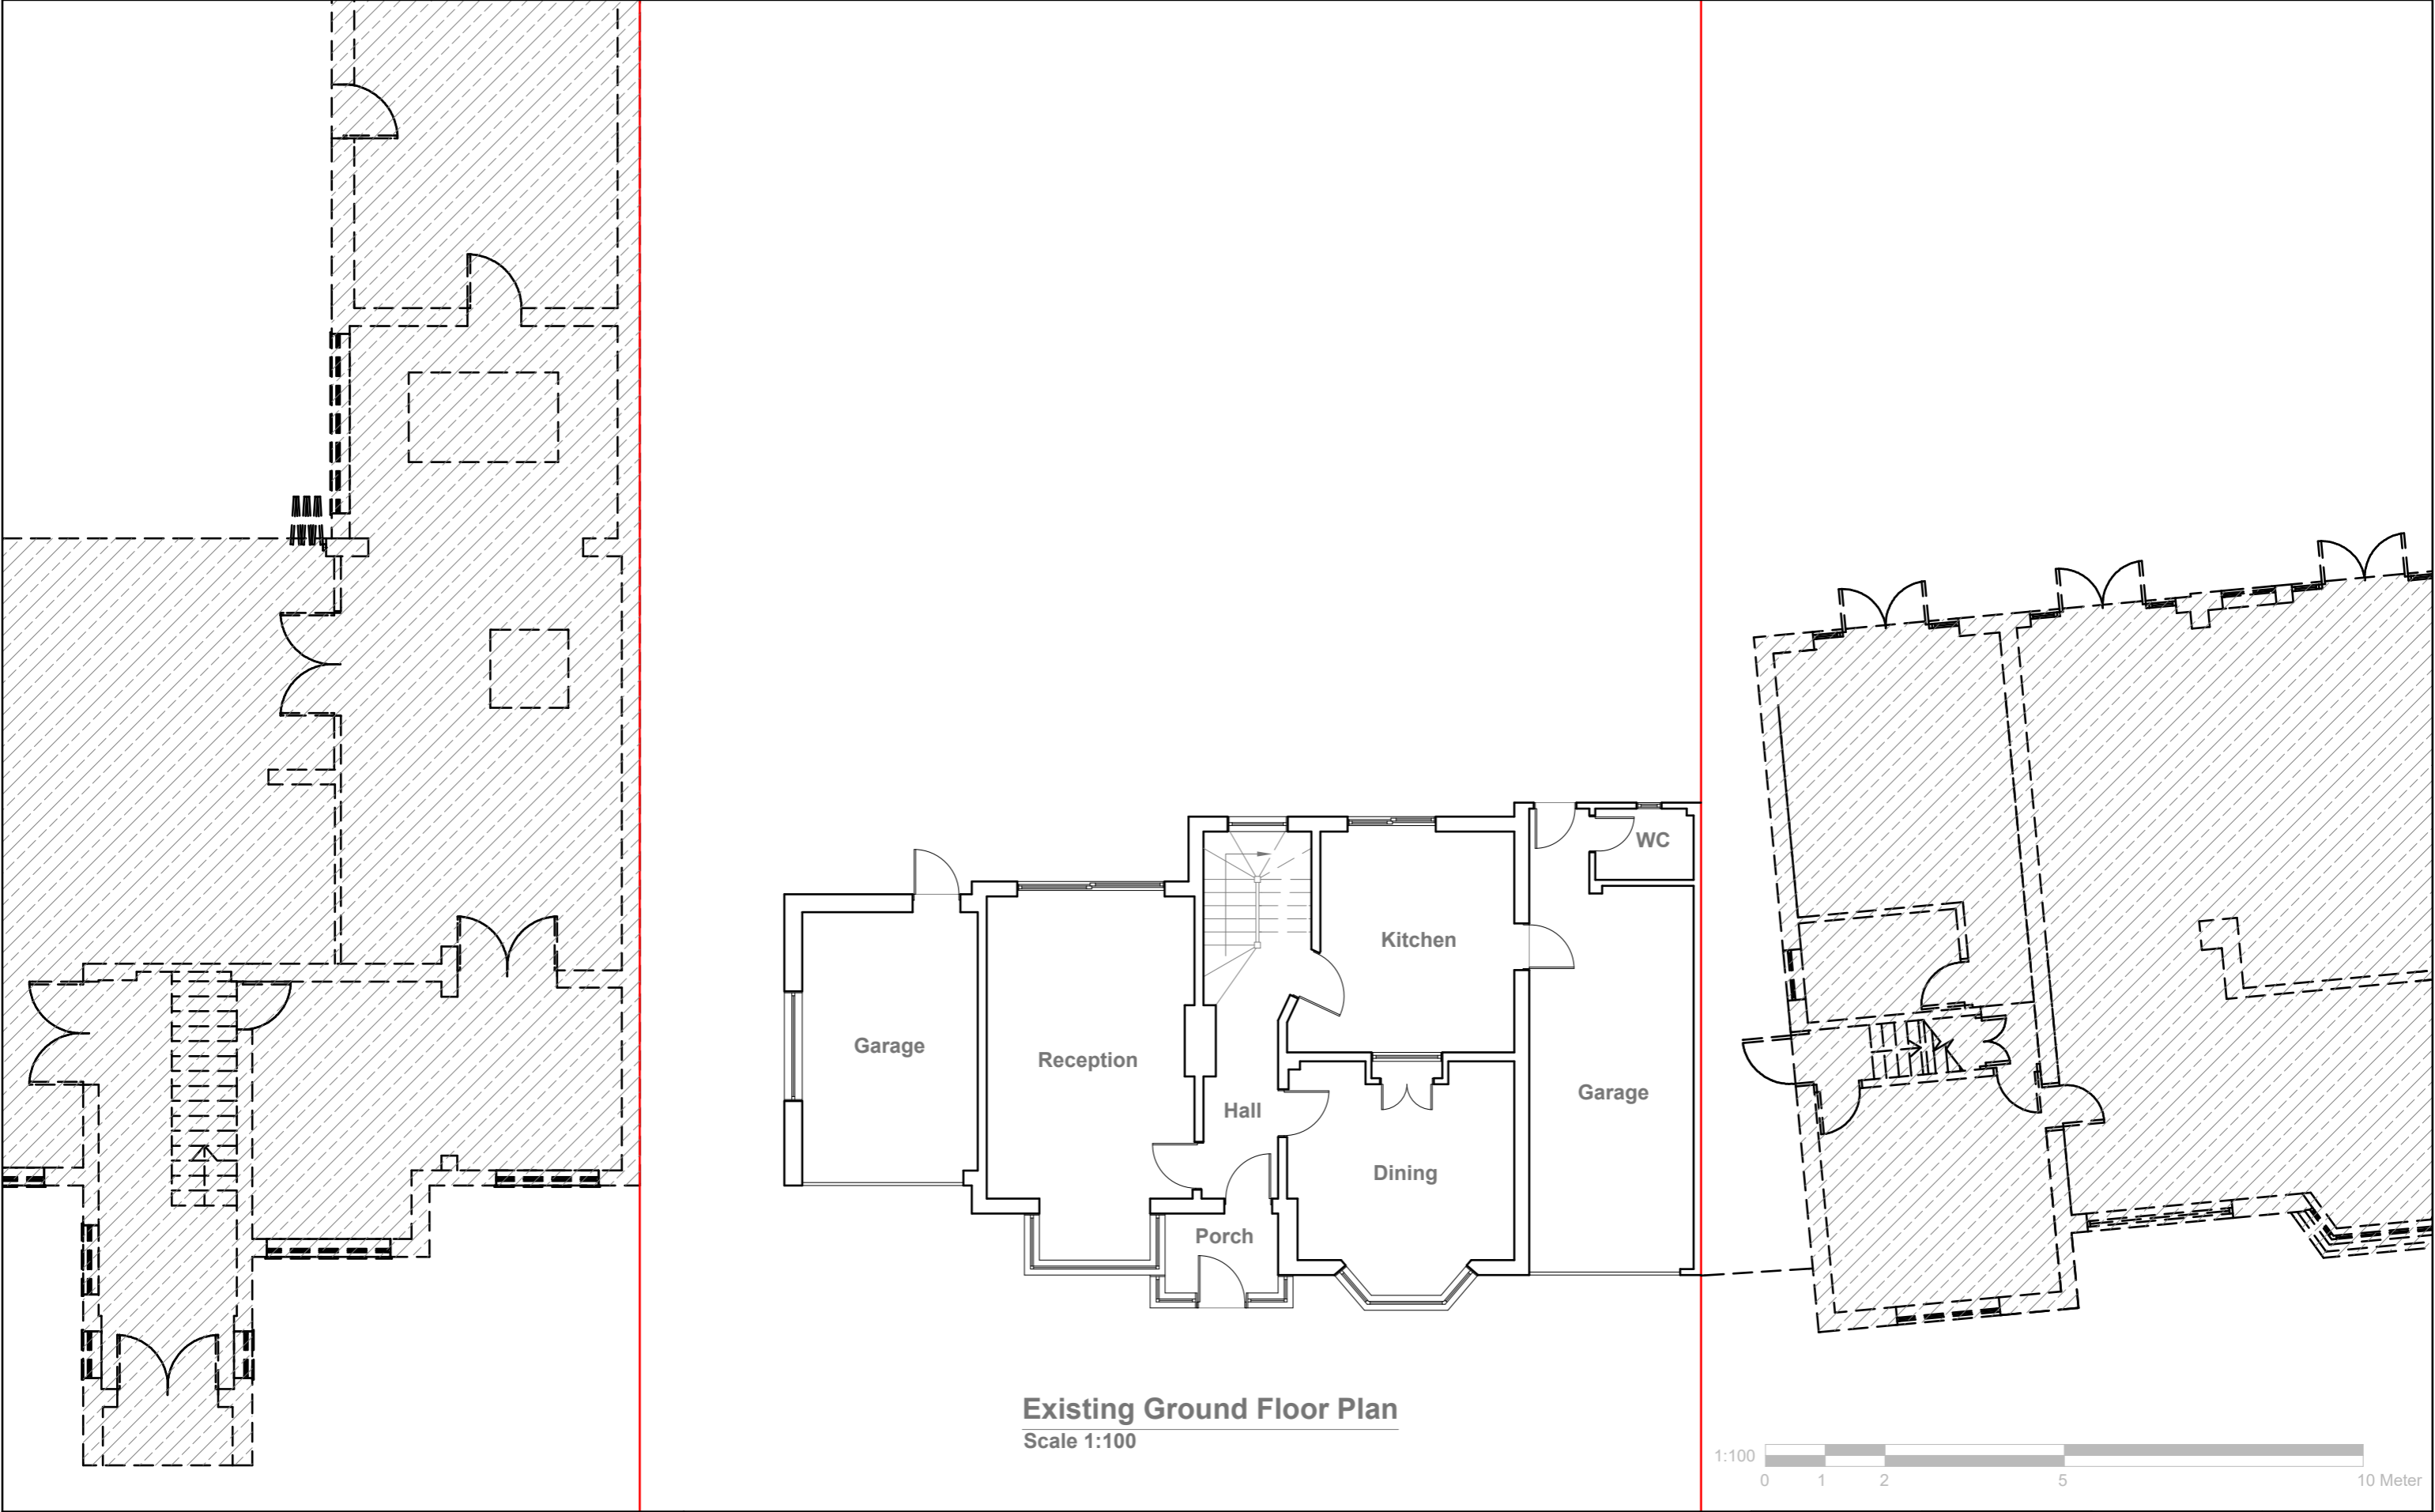 WC
Kitchen
Garage
Reception
Garage
Hall
Dining
Porch
Existing Ground Floor Plan
Scale 1:100
1:100
0 1 2 5 10 Meter